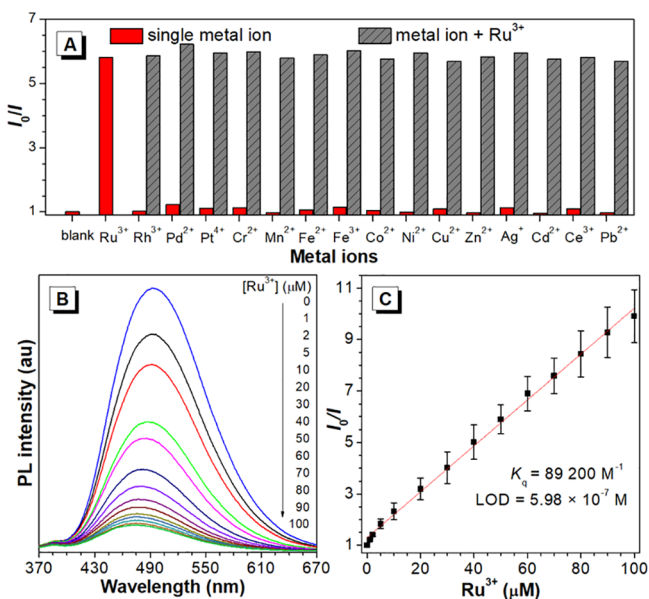 A
single metal ion
metal ion + Ru³⁺
7
5
3
1
I₀/I
blank Ru³⁺ Rh³⁺ Pd²⁺ Pt⁴⁺ Cr²⁺ Mn²⁺ Fe²⁺ Fe³⁺ Co²⁺ Ni²⁺ Cu²⁺ Zn²⁺ Ag⁺ Cd²⁺ Ce³⁺ Pb²⁺
Metal ions
B
[Ru³⁺] (μM)
0
1
2
5
10
20
30
40
50
60
70
80
90
100
PL intensity (au)
370 430 490 550 610 670
Wavelength (nm)
C
11
9
7
5
3
1
I₀/I
Kq = 89 200 M⁻¹
LOD = 5.98 × 10⁻⁷ M
0 20 40 60 80 100
Ru³⁺ (μM)